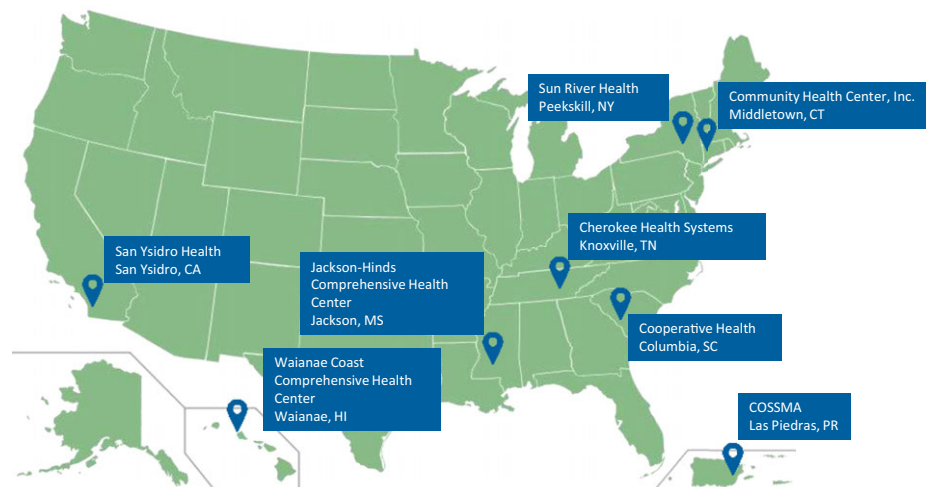 Sun River Health
Peekskill, NY
Community Health Center, Inc.
Middletown, CT
Cherokee Health Systems
Knoxville, TN
San Ysidro Health
San Ysidro, CA
Jackson-Hinds
Comprehensive Health
Center
Jackson, MS
Cooperative Health
Columbia, SC
Waianae Coast
Comprehensive Health
Center
Waianae, HI
COSSMA
Las Piedras, PR